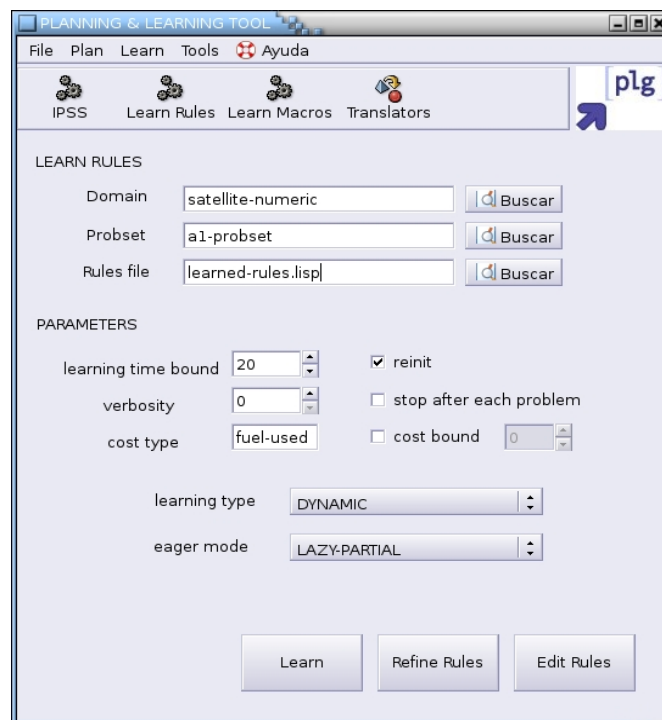 PLANNING & LEARNING TOOL
File Plan Learn Tools Ayuda
IPSS Learn Rules Learn Macros Translators
[plg]
LEARN RULES
Domain satellite-numeric Buscar
Probset a1-probset Buscar
Rules file learned-rules.lisp Buscar
PARAMETERS
learning time bound 20 reinit
verbosity 0 stop after each problem
cost type fuel-used cost bound 0
learning type DYNAMIC
eager mode LAZY-PARTIAL
Learn Refine Rules Edit Rules